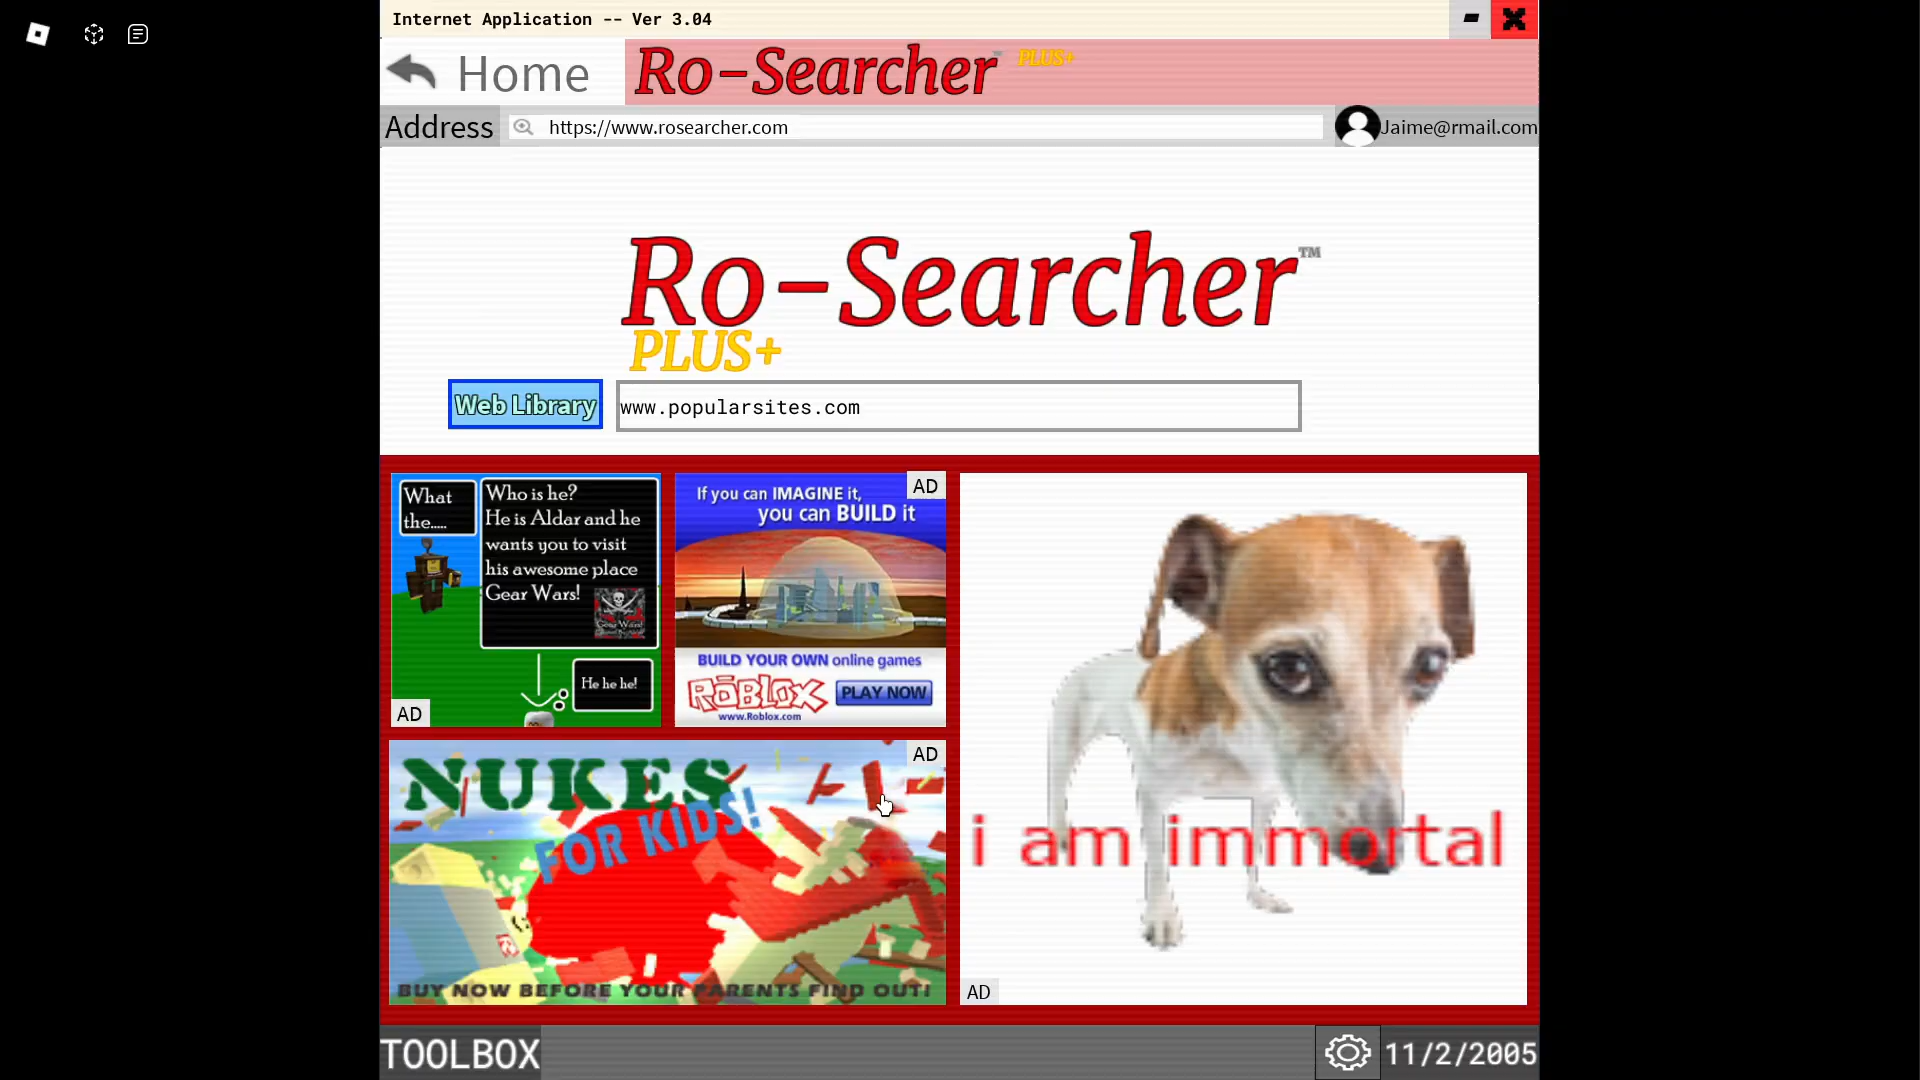 Internet Application -- Ver 3.04
Home
Ro-Searcher™ PLUS+
Address
https://www.rosearcher.com
Jaime@rmail.com
Ro-Searcher™
PLUS+
Web Library
www.popularsites.com
What
the.....
Who is he?
He is Aldar and he
wants you to visit
his awesome place
Gear Wars!
Gear Wars!
He he he!
AD
AD
If you can IMAGINE it,
you can BUILD it
BUILD YOUR OWN online games
ROBLOX
PLAY NOW
www.Roblox.com
AD
NUKES
FOR KIDS!
BUY NOW BEFORE YOUR PARENTS FIND OUT!
i am immortal
AD
TOOLBOX
11/2/2005